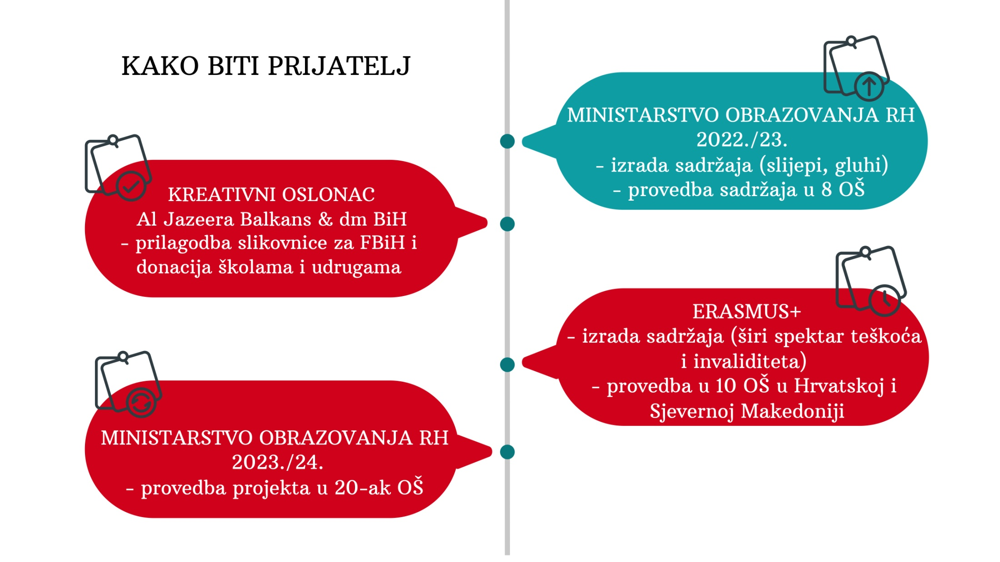 KAKO BITI PRIJATELJ
MINISTARSTVO OBRAZOVANJA RH
2022./23.
- izrada sadržaja (slijepi, gluhi)
- provedba sadržaja u 8 OŠ
KREATIVNI OSLONAC
Al Jazeera Balkans & dm BiH
- prilagodba slikovnice za FBiH i
donacija školama i udrugama
ERASMUS+
- izrada sadržaja (širi spektar teškoća
i invaliditeta)
- provedba u 10 OŠ u Hrvatskoj i
Sjevernoj Makedoniji
MINISTARSTVO OBRAZOVANJA RH
2023./24.
- provedba projekta u 20-ak OŠ